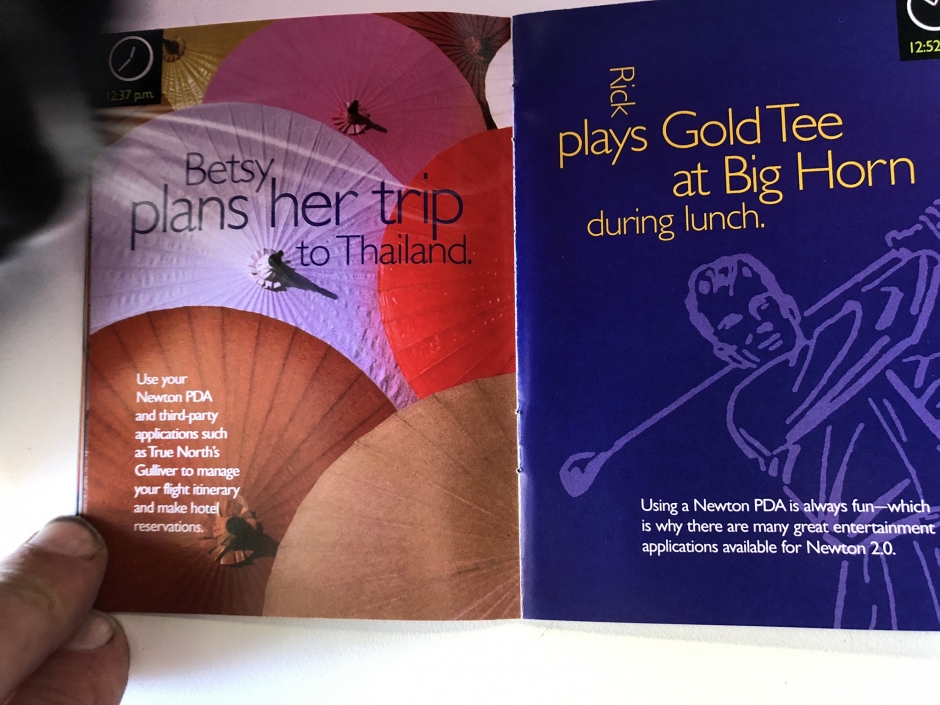 12:37 p.m.
Betsy
plans her trip
to Thailand.
Use your
Newton PDA
and third-party
applications such
as True North's
Gulliver to manage
your flight itinerary
and make hotel
reservations.
12:52
Rick
plays Gold Tee
at Big Horn
during lunch.
Using a Newton PDA is always fun—which
is why there are many great entertainment
applications available for Newton 2.0.